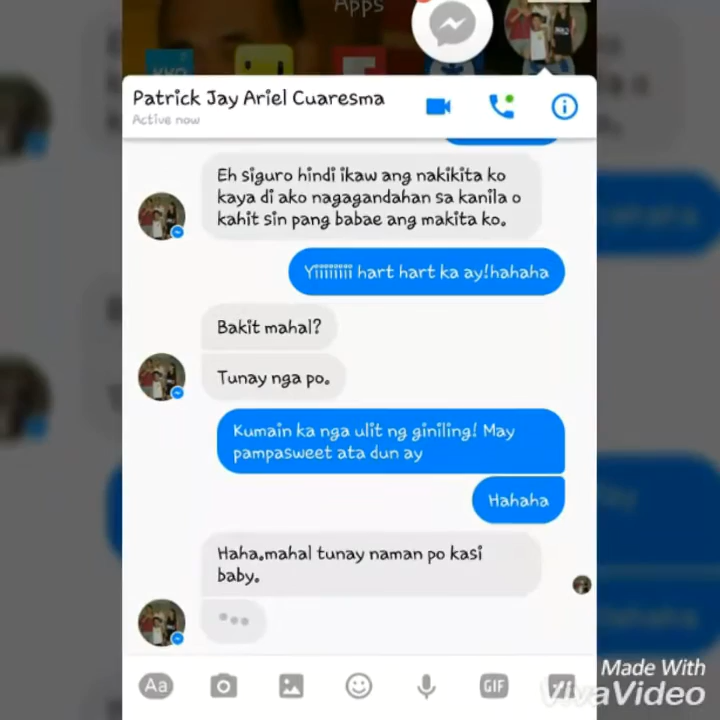 Apps
Patrick Jay Ariel Cuaresma
Active now
Eh siguro hindi ikaw ang nakikita ko
kaya di ako nagagandahan sa kanila o
kahit sin pang babae ang makita ko.
Yiiiiiiiii hart hart ka ay!hahaha
Bakit mahal?
Tunay nga po.
Kumain ka nga ulit ng giniling! May
pampasweet ata dun ay
Hahaha
Haha.mahal tunay naman po kasi
baby.
Aa
GIF
Made With
VivaVideo